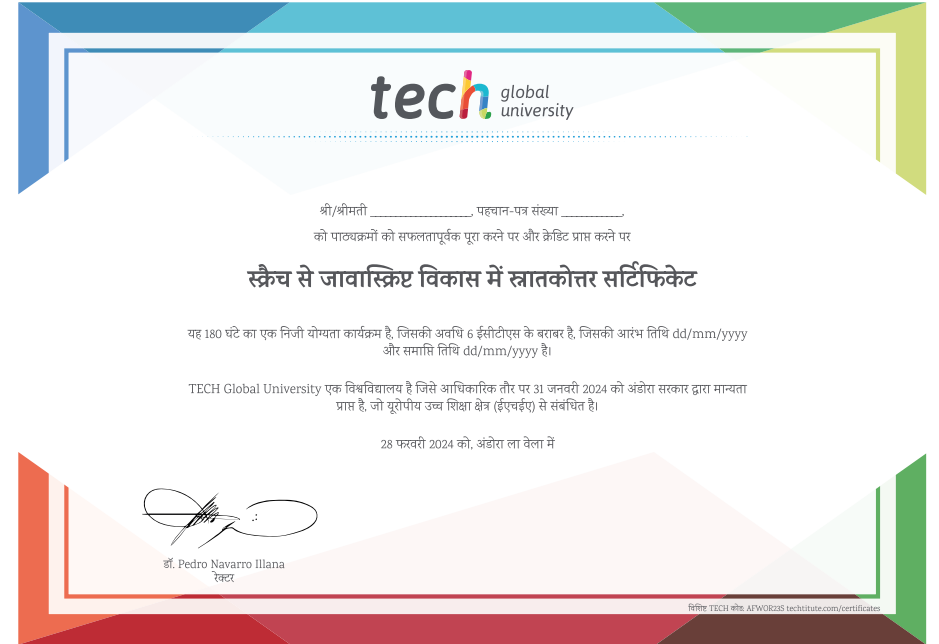 tech global
university
श्री/श्रीमती ____________________, पहचान-पत्र संख्या ____________,
को पाठ्यक्रमों को सफलतापूर्वक पूरा करने पर और क्रेडिट प्राप्त करने पर
स्क्रैच से जावास्क्रिप्ट विकास में स्नातकोत्तर सर्टिफिकेट
यह 180 घंटे का एक निजी योग्यता कार्यक्रम है, जिसकी अवधि 6 ईसीटीएस के बराबर है, जिसकी आरंभ तिथि dd/mm/yyyy
और समाप्ति तिथि dd/mm/yyyy है।
TECH Global University एक विश्वविद्यालय है जिसे आधिकारिक तौर पर 31 जनवरी 2024 को अंडोरा सरकार द्वारा मान्यता
प्राप्त है, जो यूरोपीय उच्च शिक्षा क्षेत्र (ईएचईए) से संबंधित है।
28 फरवरी 2024 को, अंडोरा ला वेला में
डॉ. Pedro Navarro Illana
रेक्टर
विशिष्ट TECH कोड: AFWOR23S techtitute.com/certificates